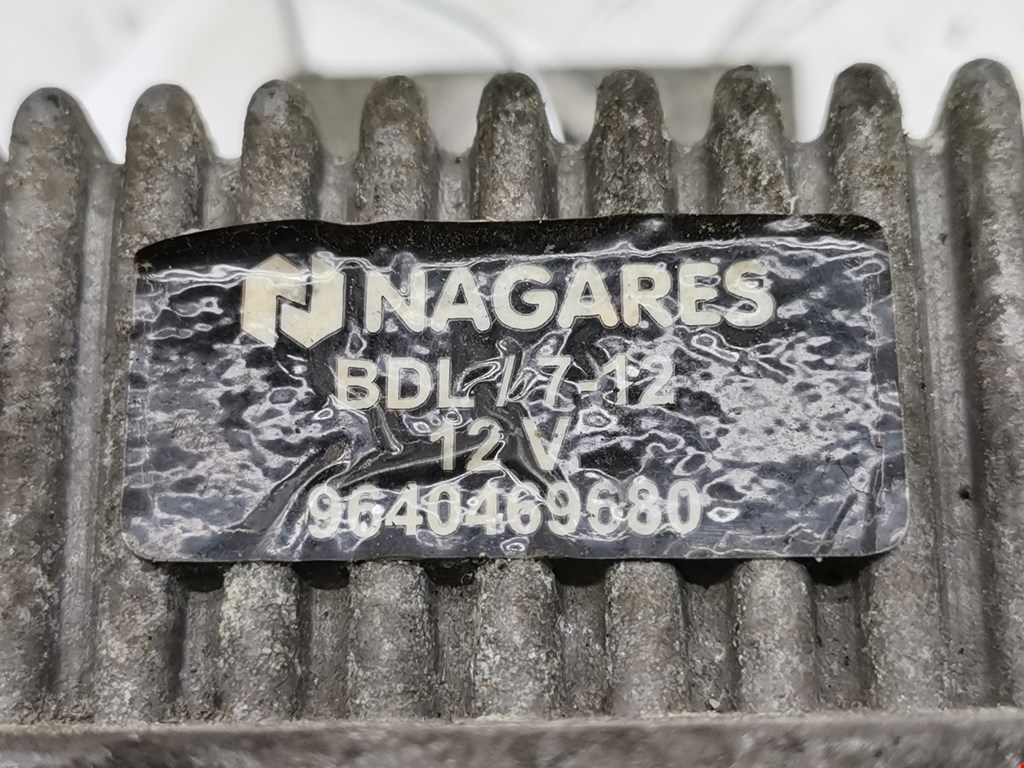 NAGARES
BDL / 7-12
12 V
9640469680